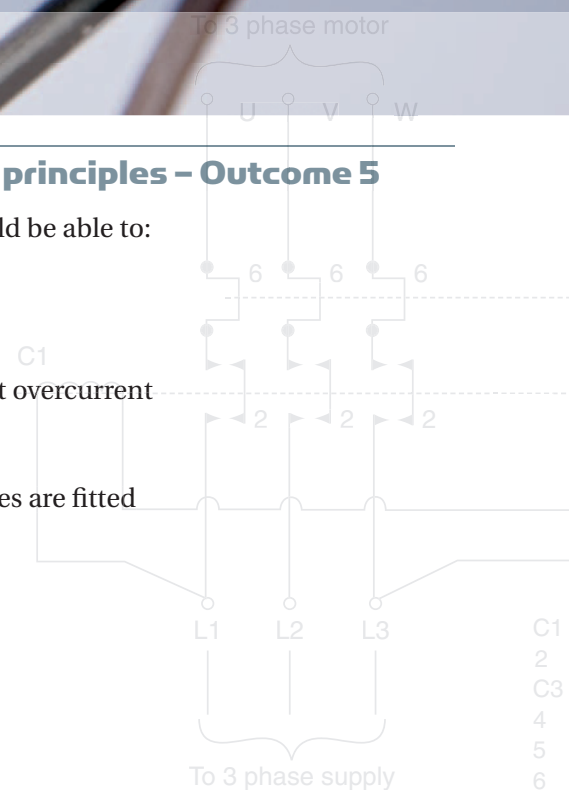 To 3 phase motor
U V W
principles – Outcome 5
ld be able to:
6 6 6
C1
t overcurrent
2 2 2
es are fitted
L1 L2 L3
C1
2
C3
4
5
6
To 3 phase supply